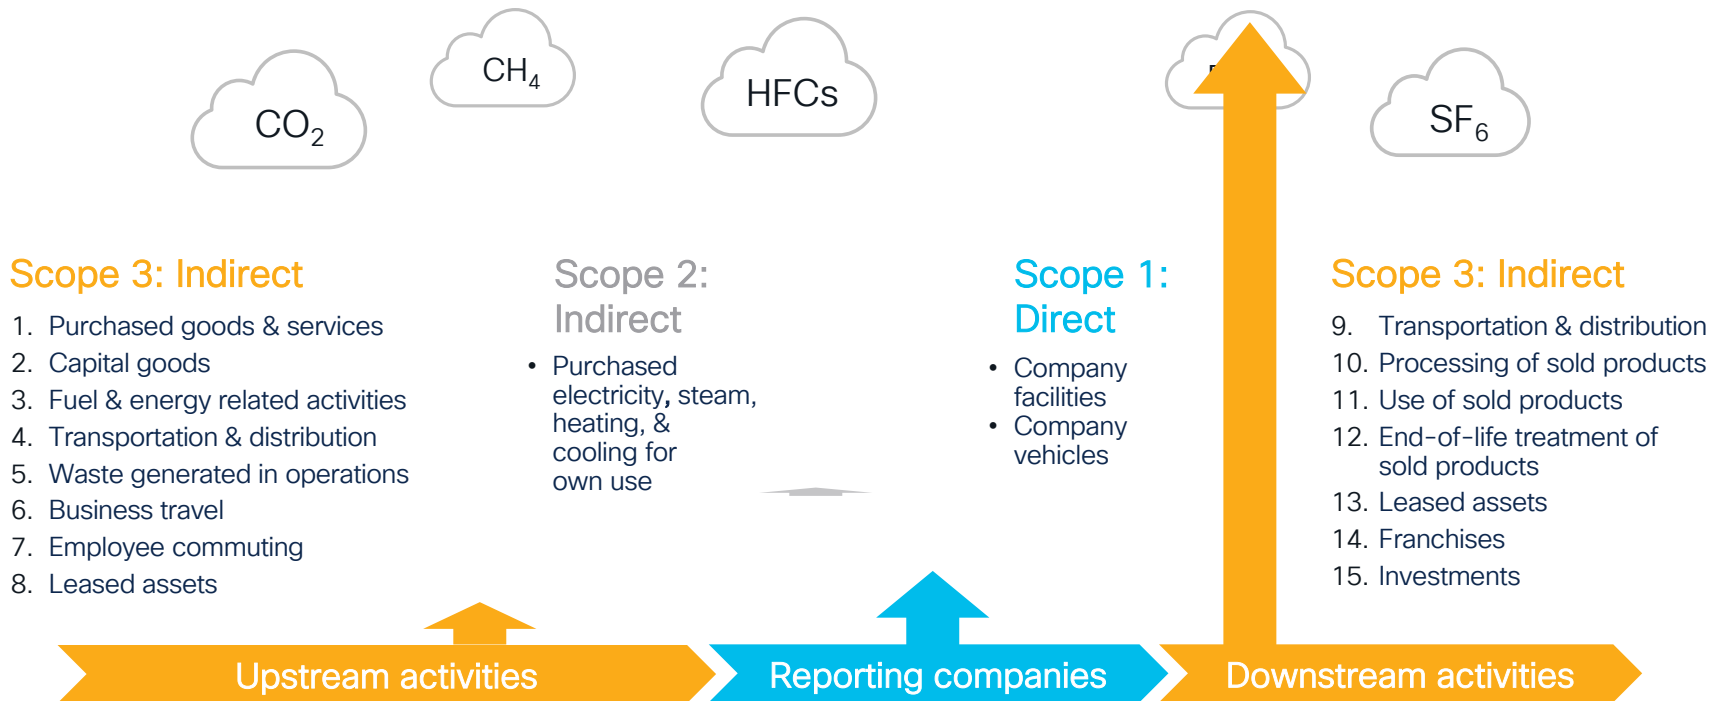 CO2
CH4
HFCs
SF6
Scope 3: Indirect
1. Purchased goods & services
2. Capital goods
3. Fuel & energy related activities
4. Transportation & distribution
5. Waste generated in operations
6. Business travel
7. Employee commuting
8. Leased assets
Scope 2:
Indirect
• Purchased
electricity, steam,
heating, &
cooling for
own use
Scope 1:
Direct
• Company
facilities
• Company
vehicles
Scope 3: Indirect
9. Transportation & distribution
10. Processing of sold products
11. Use of sold products
12. End-of-life treatment of
sold products
13. Leased assets
14. Franchises
15. Investments
Upstream activities
Reporting companies
Downstream activities